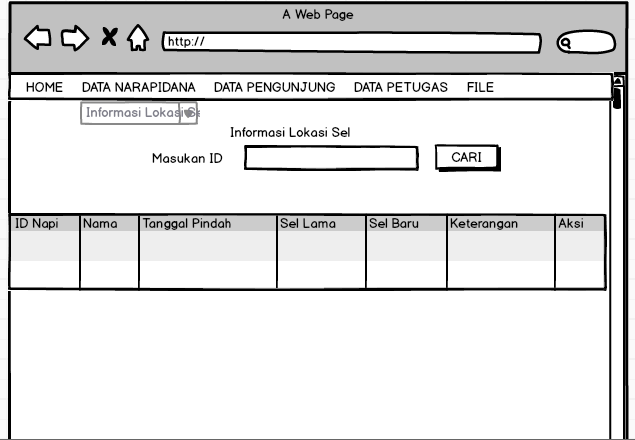 A Web Page
http://
HOME DATA NARAPIDANA DATA PENGUNJUNG DATA PETUGAS FILE
Informasi Lokasi Se
Informasi Lokasi Sel
Masukan ID CARI
ID Napi Nama Tanggal Pindah Sel Lama Sel Baru Keterangan Aksi